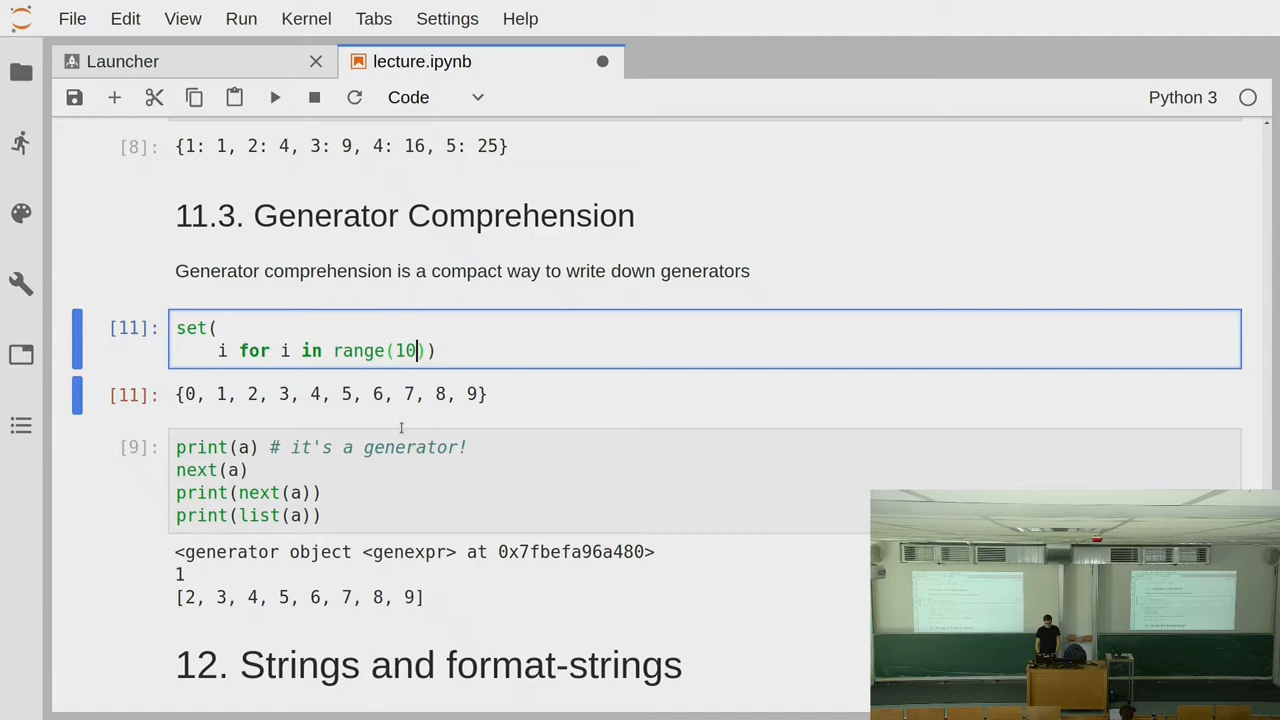 File Edit View Run Kernel Tabs Settings Help
Launcher
lecture.ipynb
Code
Python 3
[8]: {1: 1, 2: 4, 3: 9, 4: 16, 5: 25}
11.3. Generator Comprehension
Generator comprehension is a compact way to write down generators
[11]: set(
i for i in range(10))
[11]: {0, 1, 2, 3, 4, 5, 6, 7, 8, 9}
[9]: print(a) # it's a generator!
next(a)
print(next(a))
print(list(a))
<generator object <genexpr> at 0x7fbefa96a480>
1
[2, 3, 4, 5, 6, 7, 8, 9]
12. Strings and format-strings